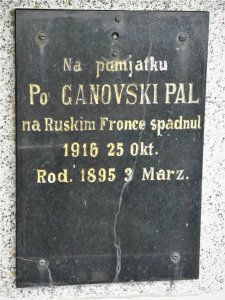 Na pamjatku
Po GANOVSKI PAL
na Ruskim Fronce spadnul
1916 25 Okt.
Rod. 1895 3 Marz.